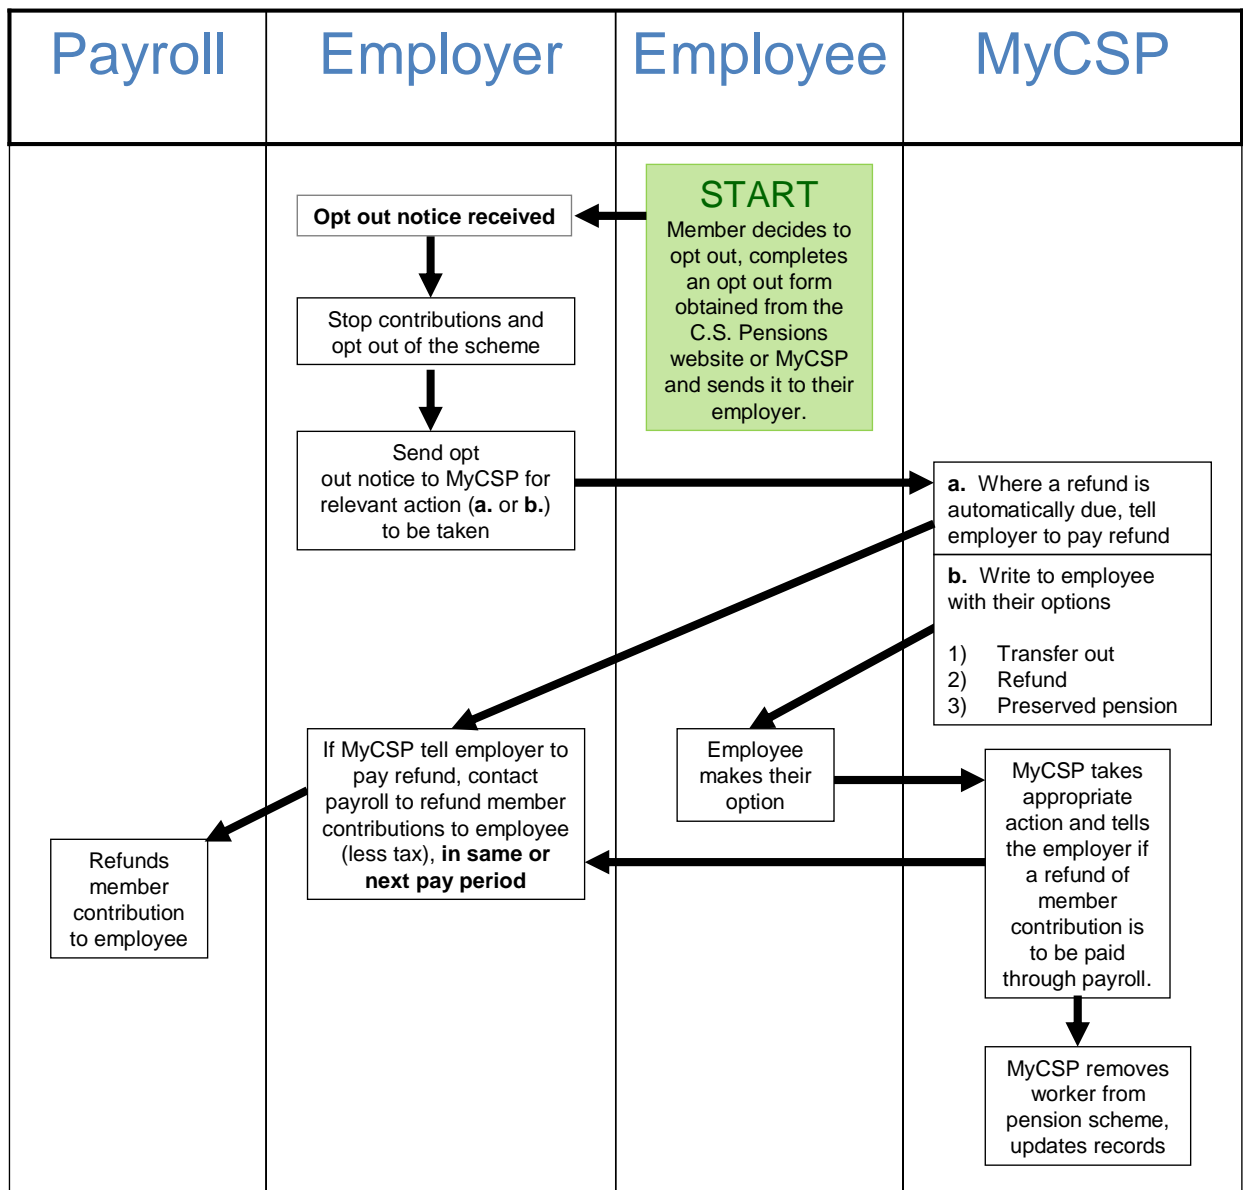 Payroll
Employer
Employee
MyCSP
START
Member decides to
opt out, completes
an opt out form
obtained from the
C.S. Pensions
website or MyCSP
and sends it to their
employer.
Opt out notice received
Stop contributions and
opt out of the scheme
Send opt
out notice to MyCSP for
relevant action (a. or b.)
to be taken
a. Where a refund is
automatically due, tell
employer to pay refund
b. Write to employee
with their options
1) Transfer out
2) Refund
3) Preserved pension
If MyCSP tell employer to
pay refund, contact
payroll to refund member
contributions to employee
(less tax), in same or
next pay period
Employee
makes their
option
MyCSP takes
appropriate
action and tells
the employer if
a refund of
member
contribution is
to be paid
through payroll.
Refunds
member
contribution
to employee
MyCSP removes
worker from
pension scheme,
updates records